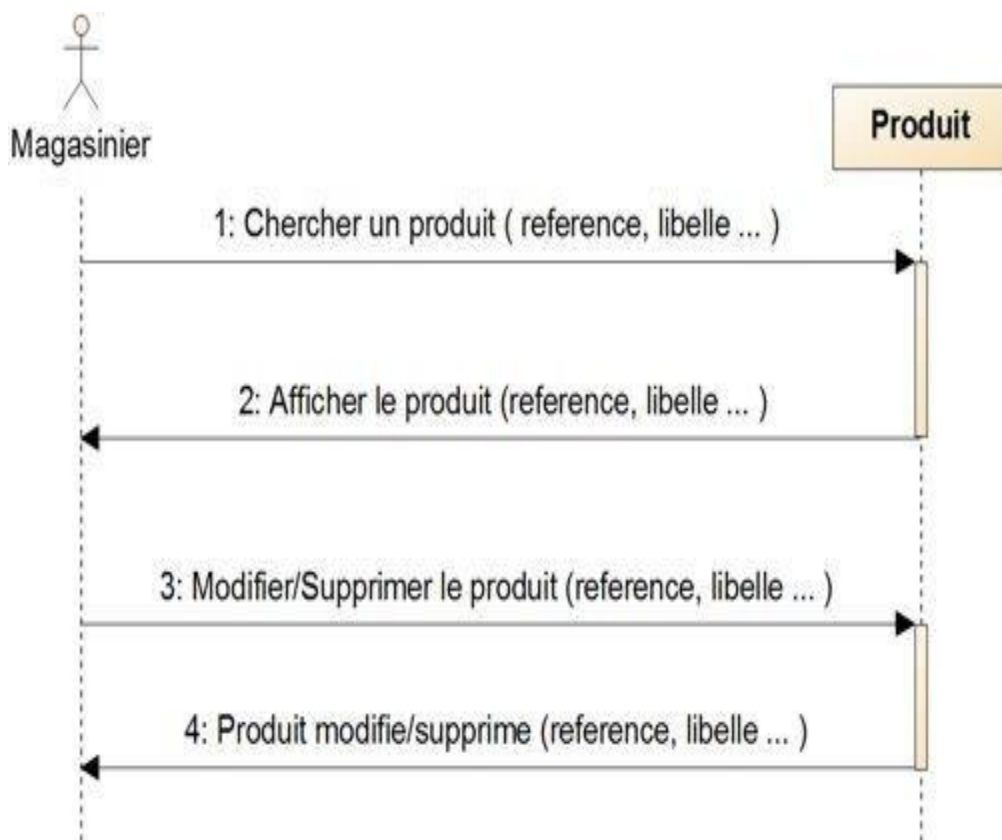 Magasinier
Produit
1: Chercher un produit ( reference, libelle ... )
2: Afficher le produit (reference, libelle ... )
3: Modifier/Supprimer le produit (reference, libelle ... )
4: Produit modifie/supprime (reference, libelle ... )